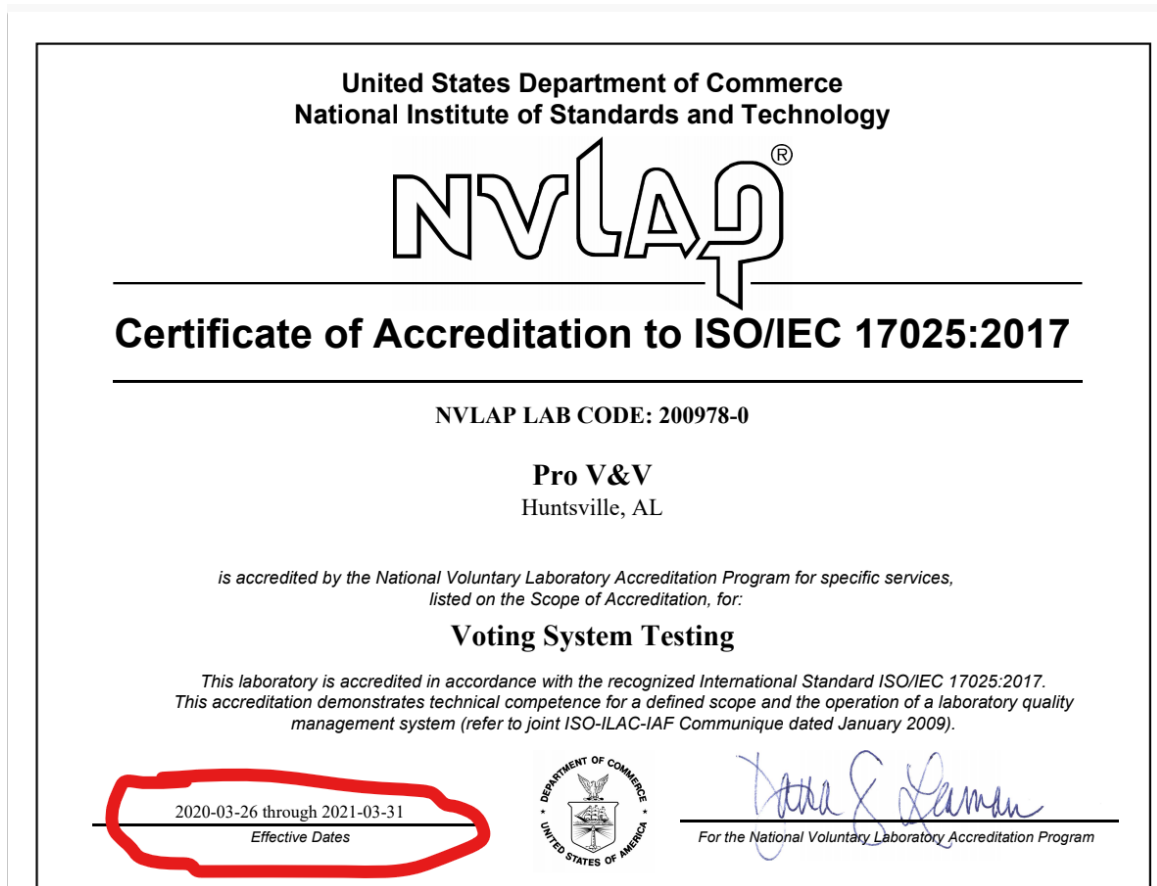 United States Department of Commerce
National Institute of Standards and Technology
NVLAP®
Certificate of Accreditation to ISO/IEC 17025:2017
NVLAP LAB CODE: 200978-0
Pro V&V
Huntsville, AL
is accredited by the National Voluntary Laboratory Accreditation Program for specific services,
listed on the Scope of Accreditation, for:
Voting System Testing
This laboratory is accredited in accordance with the recognized International Standard ISO/IEC 17025:2017.
This accreditation demonstrates technical competence for a defined scope and the operation of a laboratory quality
management system (refer to joint ISO-ILAC-IAF Communique dated January 2009).
2020-03-26 through 2021-03-31
Effective Dates
DEPARTMENT OF COMMERCE
UNITED STATES OF AMERICA
For the National Voluntary Laboratory Accreditation Program